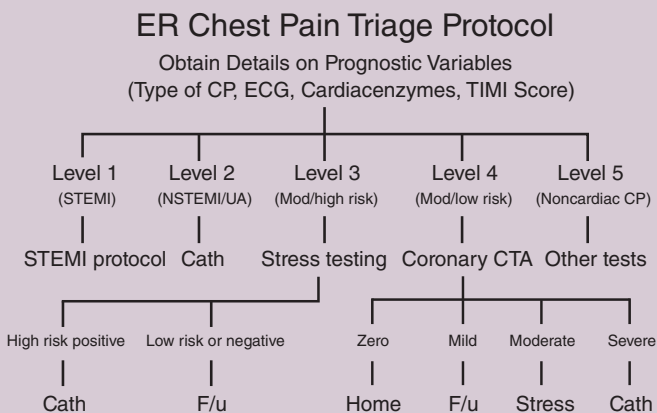 ER Chest Pain Triage Protocol
Obtain Details on Prognostic Variables
(Type of CP, ECG, Cardiacenzymes, TIMI Score)
Level 1 Level 2 Level 3 Level 4 Level 5
(STEMI) (NSTEMI/UA) (Mod/high risk) (Mod/low risk) (Noncardiac CP)
STEMI protocol Cath Stress testing Coronary CTA Other tests
High risk positive Low risk or negative Zero Mild Moderate Severe
Cath F/u Home F/u Stress Cath